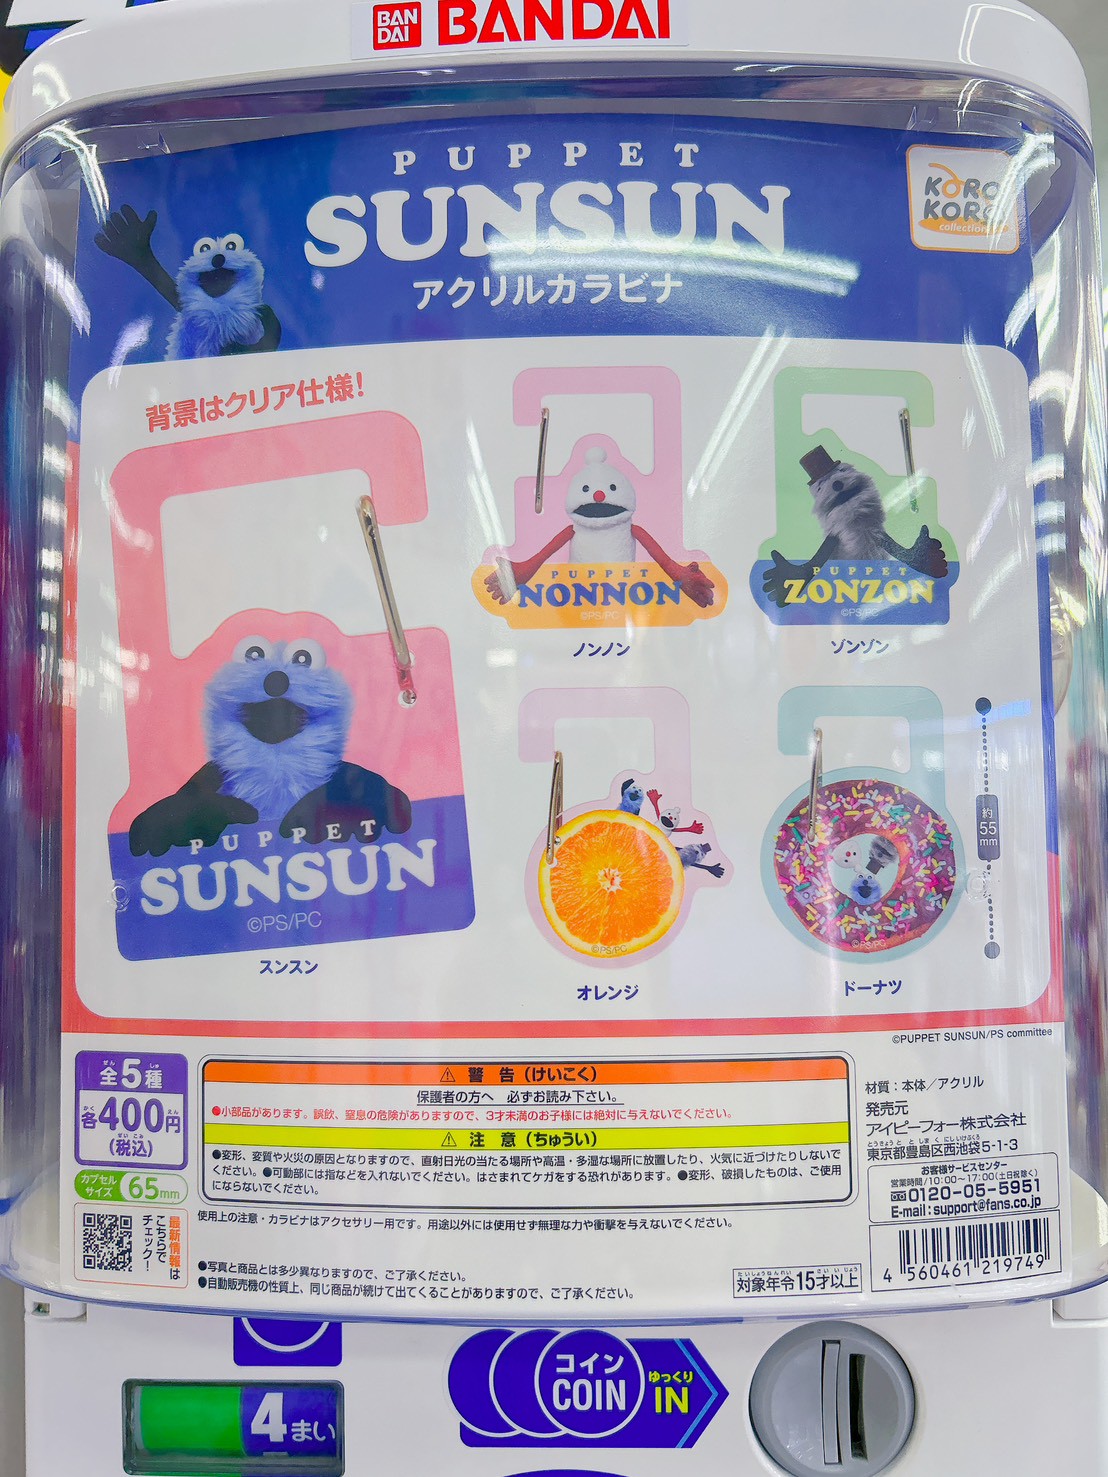 BAN
DAI
BANDAI
PUPPET
SUNSUN
アクリルカラビナ
KORO
KORO
collection
背景はクリア仕様!
PUPPET
NONNON
©PS/PC
ノンノン
PUPPET
ZONZON
©PS/PC
ゾンゾン
PUPPET
SUNSUN
©PS/PC
スンスン
©PS/PC
オレンジ
©PS/PC
ドーナツ
約
55
mm
©PUPPET SUNSUN/PS committee
全5種
各400円
(税込)
カプセル
サイズ
65mm
最新情報は
こちらで
チェック!
⚠ 警 告 (けいこく)
保護者の方へ 必ずお読み下さい。
●小部品があります。誤飲、窒息の危険がありますので、3才未満のお子様には絶対に与えないでください。
⚠ 注 意 (ちゅうい)
●変形、変質や火災の原因となりますので、直射日光の当たる場所や高温・多湿な場所に放置したり、火気に近づけたりしないで
ください。●可動部には指などを入れないでください。はさまれてケガをする恐れがあります。●変形、破損したものは、ご使用
にならないでください。
使用上の注意・カラビナはアクセサリー用です。用途以外には使用せず無理な力や衝撃を与えないでください。
●写真と商品とは多少異なりますので、ご了承ください。
●自動販売機の性質上、同じ商品が続けて出てくることがありますので、ご了承ください。
対象年令15才以上
材質:本体/アクリル
発売元
アイピーフォー株式会社
東京都豊島区西池袋5-1-3
お客様サービスセンター
営業時間/10:00~17:00(土日祝除く)
0120-05-5951
E-mail:support@fans.co.jp
4 560461 219749
4まい
コイン
COIN
ゆっくり
IN